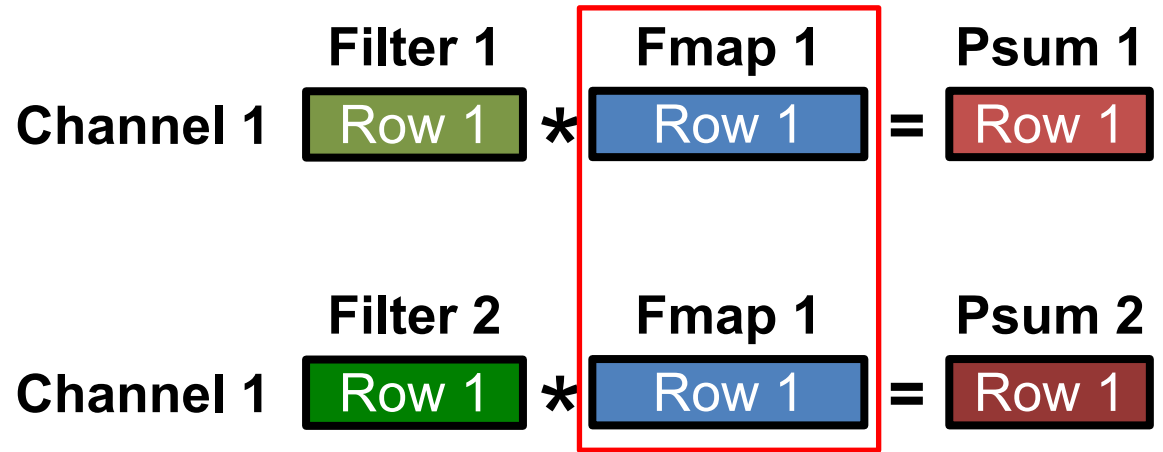 Filter 1 Fmap 1 Psum 1
Channel 1 Row 1 * Row 1 = Row 1
Filter 2 Fmap 1 Psum 2
Channel 1 Row 1 * Row 1 = Row 1